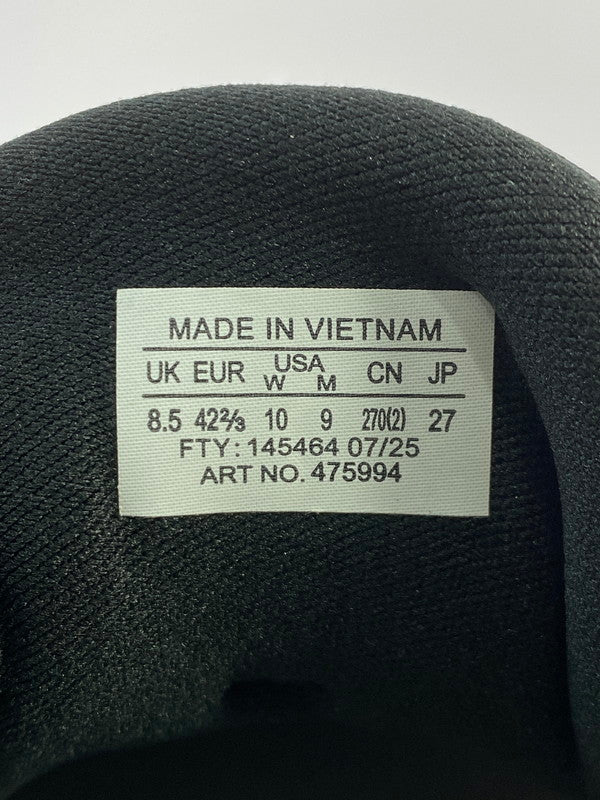 MADE IN VIETNAM
UK EUR USA CN JP
W M
8.5 42⅔ 10 9 270(2) 27
FTY: 145464 07/25
ART NO. 475994